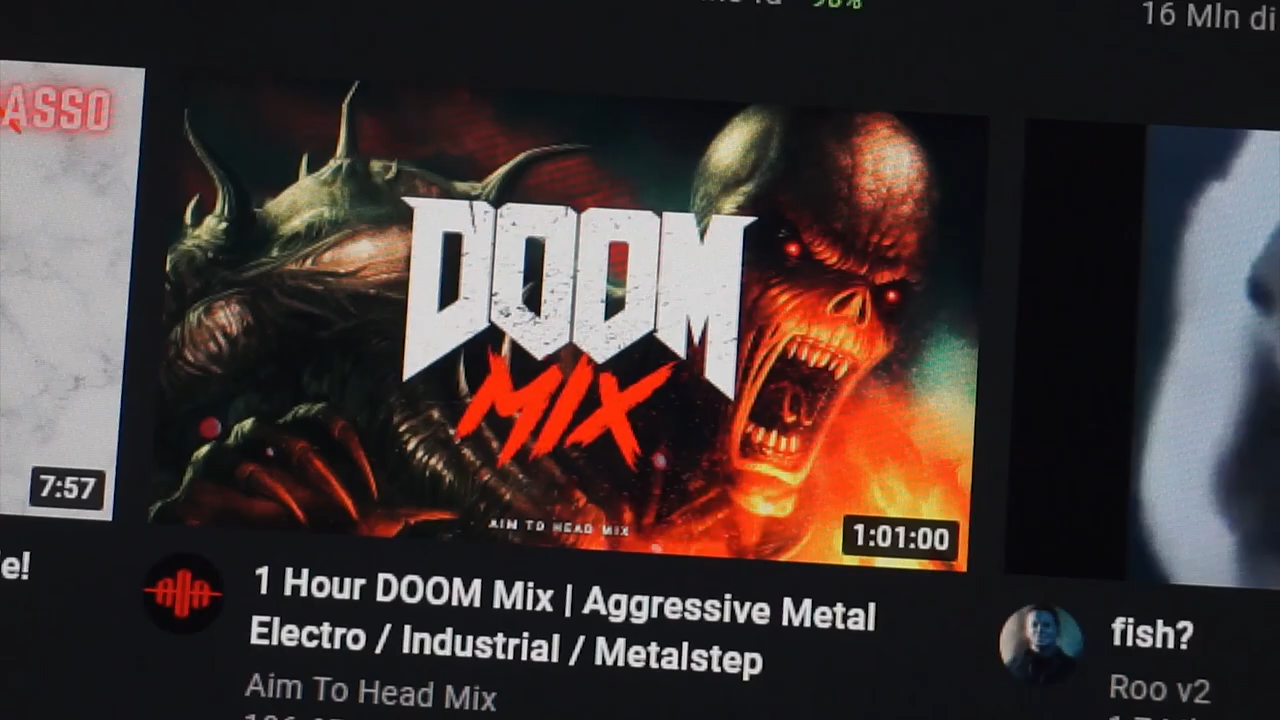 16 Mln di
ASSO
DOOM
MIX
AIM TO HEAD MIX
7:57
1:01:00
e!
1 Hour DOOM Mix | Aggressive Metal
Electro / Industrial / Metalstep
Aim To Head Mix
fish?
Roo v2